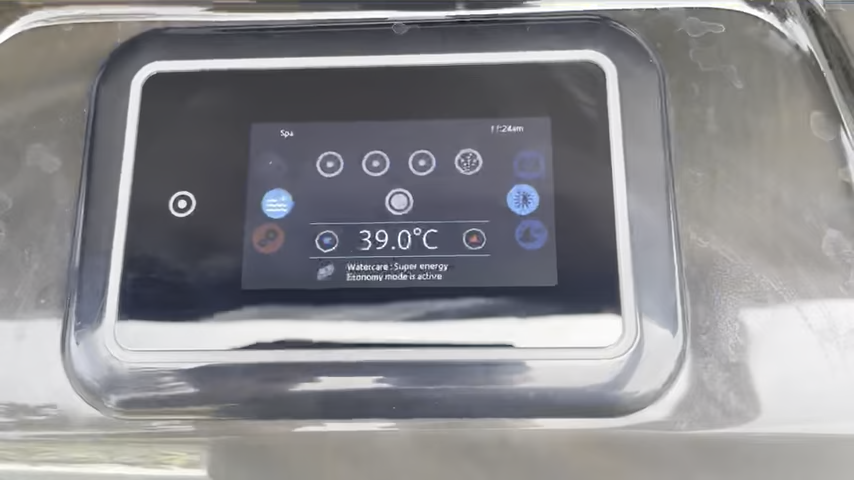 Spa
11:24am
39.0°C
Watercare : Super energy
Economy mode is active